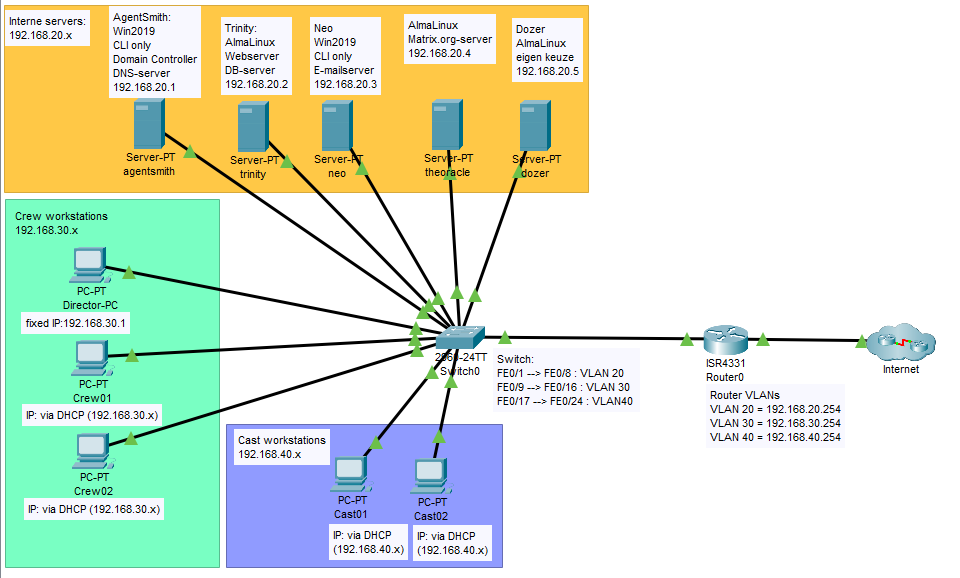 Interne servers:
192.168.20.x
AgentSmith:
Win2019
CLI only
Domain Controller
DNS-server
192.168.20.1
Trinity:
AlmaLinux
Webserver
DB-server
192.168.20.2
Neo
Win2019
CLI only
E-mailserver
192.168.20.3
AlmaLinux
Matrix.org-server
192.168.20.4
Dozer
AlmaLinux
eigen keuze
192.168.20.5
Server-PT
agentsmith
Server-PT
trinity
Server-PT
neo
Server-PT
theoracle
Server-PT
dozer
Crew workstations
192.168.30.x
PC-PT
Director-PC
fixed IP:192.168.30.1
PC-PT
Crew01
IP: via DHCP (192.168.30.x)
PC-PT
Crew02
IP: via DHCP (192.168.30.x)
2960-24TT
Switch0
Switch:
FE0/1 --> FE0/8 : VLAN 20
FE0/9 --> FE0/16 : VLAN 30
FE0/17 --> FE0/24 : VLAN40
ISR4331
Router0
Router VLANs
VLAN 20 = 192.168.20.254
VLAN 30 = 192.168.30.254
VLAN 40 = 192.168.40.254
Internet
Cast workstations
192.168.40.x
PC-PT
Cast01
IP: via DHCP
(192.168.40.x)
PC-PT
Cast02
IP: via DHCP
(192.168.40.x)